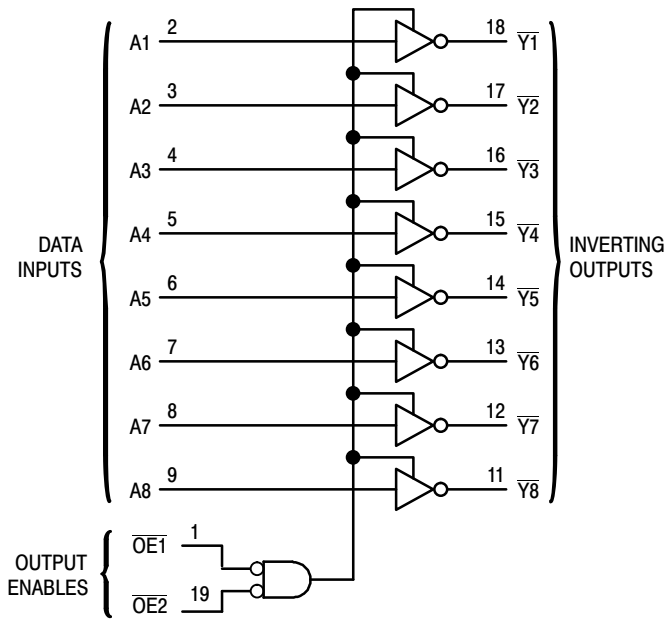 A1 2 18 Y1̅
A2 3 17 Y2̅
A3 4 16 Y3̅
A4 5 15 Y4̅
DATA
INPUTS
INVERTING
OUTPUTS
A5 6 14 Y5̅
A6 7 13 Y6̅
A7 8 12 Y7̅
A8 9 11 Y8̅
OUTPUT
ENABLES
OE1̅ 1
OE2̅ 19